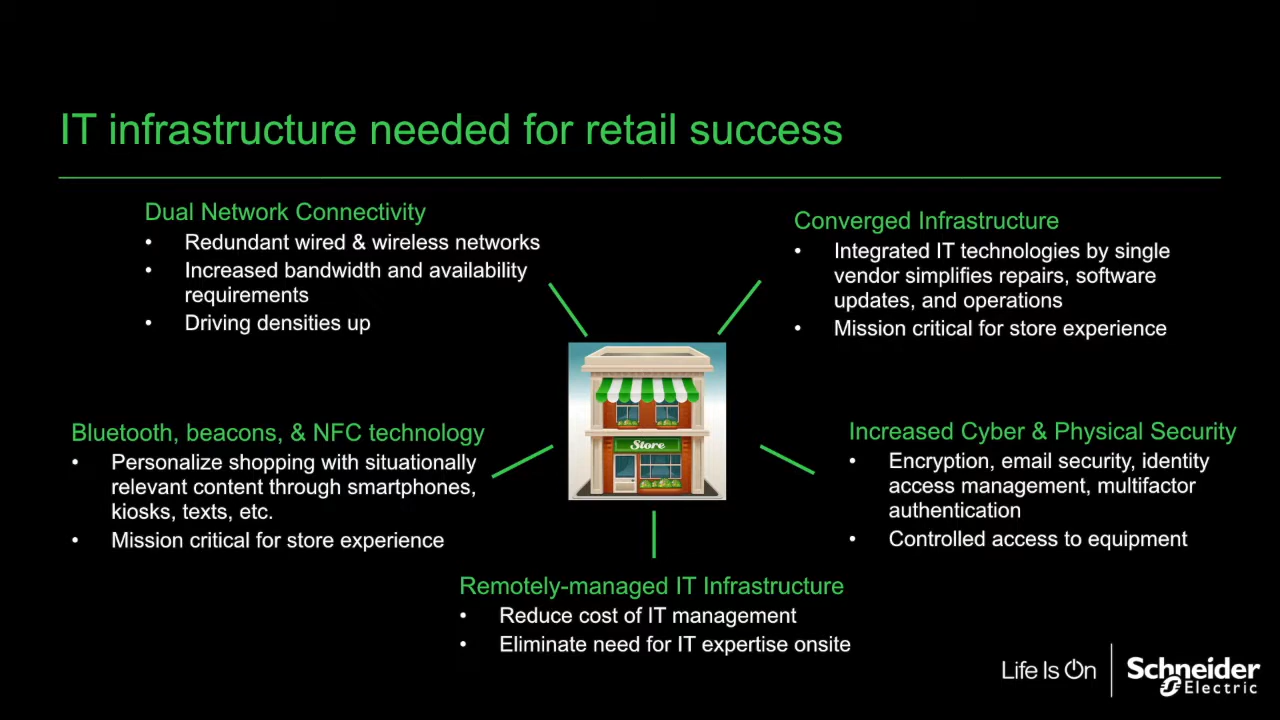 IT infrastructure needed for retail success
Dual Network Connectivity
• Redundant wired & wireless networks
• Increased bandwidth and availability
requirements
• Driving densities up
Converged Infrastructure
• Integrated IT technologies by single
vendor simplifies repairs, software
updates, and operations
• Mission critical for store experience
Bluetooth, beacons, & NFC technology
• Personalize shopping with situationally
relevant content through smartphones,
kiosks, texts, etc.
• Mission critical for store experience
Store
Increased Cyber & Physical Security
• Encryption, email security, identity
access management, multifactor
authentication
• Controlled access to equipment
Remotely-managed IT Infrastructure
• Reduce cost of IT management
• Eliminate need for IT expertise onsite
Life Is On
Schneider
Electric